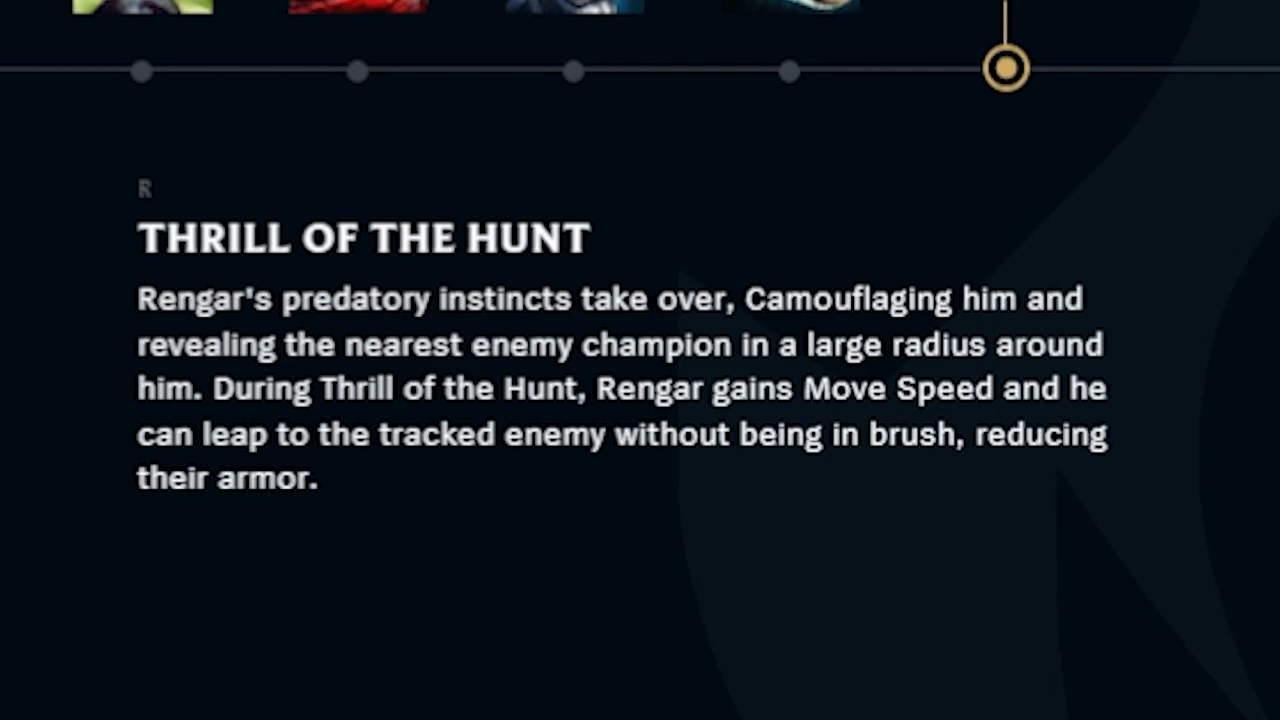 R
THRILL OF THE HUNT
Rengar's predatory instincts take over, Camouflaging him and
revealing the nearest enemy champion in a large radius around
him. During Thrill of the Hunt, Rengar gains Move Speed and he
can leap to the tracked enemy without being in brush, reducing
their armor.